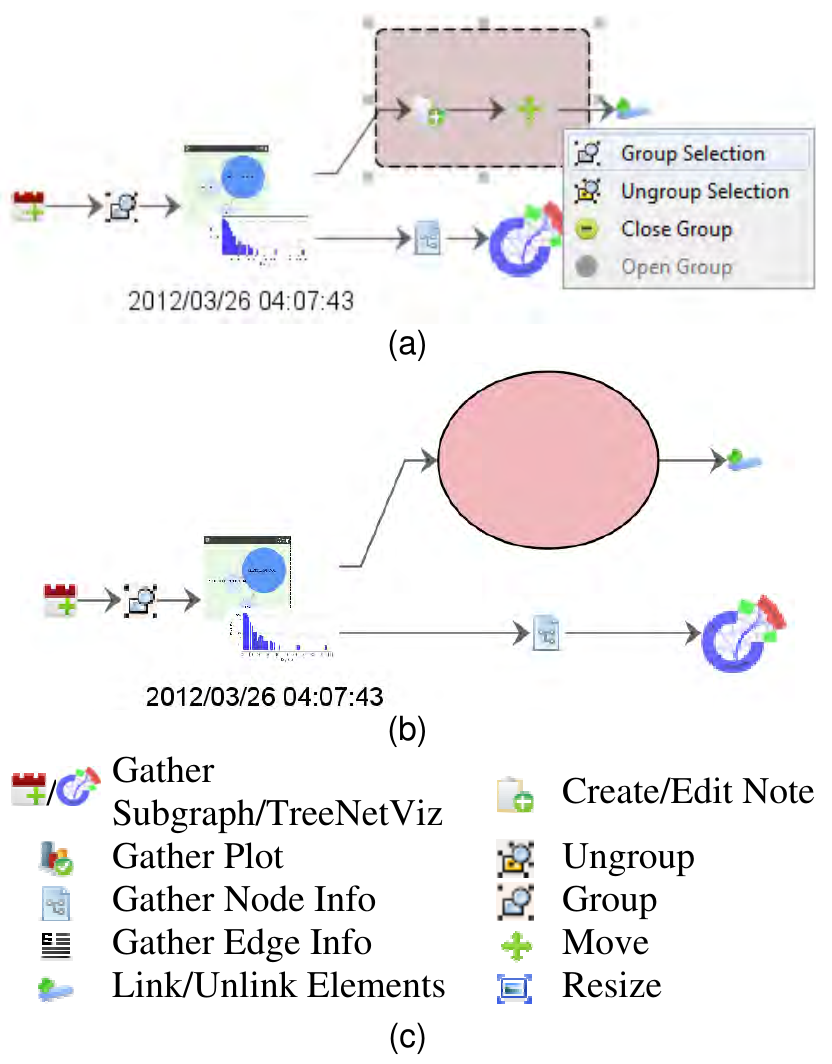 Group Selection
Ungroup Selection
Close Group
Open Group
2012/03/26 04:07:43
(a)
2012/03/26 04:07:43
(b)
/ Gather
Subgraph/TreeNetViz
Create/Edit Note
Gather Plot
Ungroup
Gather Node Info
Group
Gather Edge Info
Move
Link/Unlink Elements
Resize
(c)